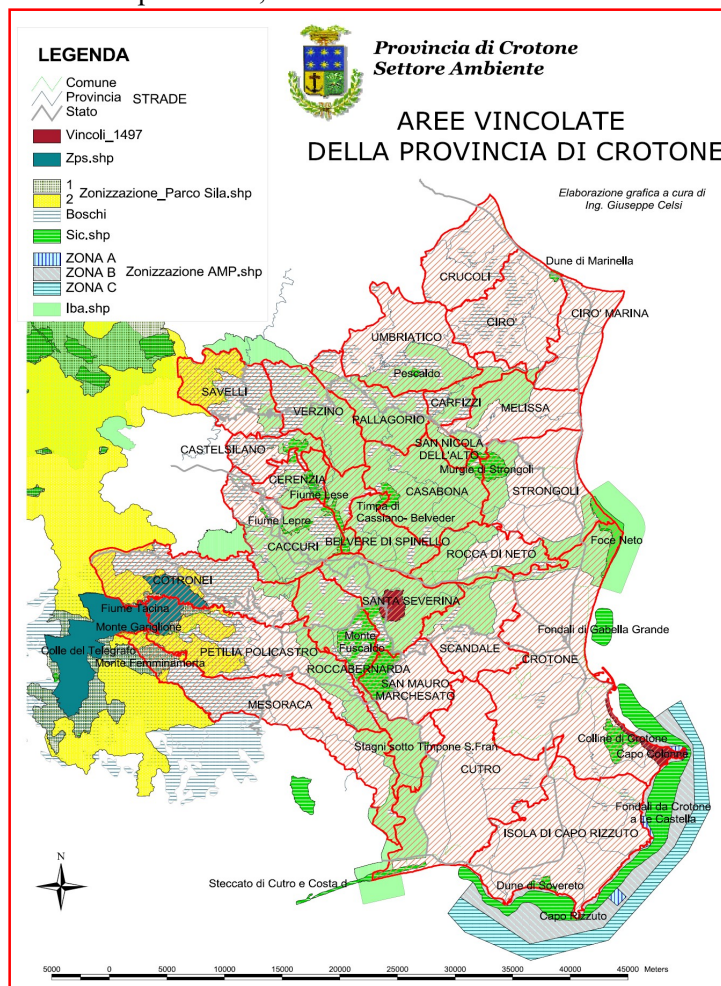 Provincia di Crotone
Settore Ambiente
AREE VINCOLATE
DELLA PROVINCIA DI CROTONE
Elaborazione grafica a cura di
Ing. Giuseppe Celsi
LEGENDA
Comune
Provincia STRADE
Stato
Vincoli_1497
Zps.shp
1
2 Zonizzazione_Parco Sila.shp
Boschi
Sic.shp
ZONA A
ZONA B Zonizzazione AMP.shp
ZONA C
Iba.shp
Dune di Marinella
CRUCOLI
CIRO'
CIRO' MARINA
UMBRIATICO
Pescaldo
SAVELLI
VERZINO
CARFIZZI
MELISSA
PALLAGORIO
CASTELSILANO
SAN NICOLA
DELL'ALTO
Murgie di Strongoli
CERENZIA
Fiume Lese
CASABONA
STRONGOLI
Timpa di
Cassiano- Belveder
Fiume Lepre
CACCURI
BELVERE DI SPINELLO
ROCCA DI NETO
Foce Neto
COTRONEI
Fiume Tacina
SANTA SEVERINA
Monte Gariglione
Fondali di Gabella Grande
Colle del Telegrafo
Monte Femminamorta
PETILIA POLICASTRO
Monte
Fuscaldo
SCANDALE
CROTONE
ROCCABERNARDA
SAN MAURO
MARCHESATO
MESORACA
Colline di Crotone
Stagni sotto Timpone S.Fran
Capo Colonne
CUTRO
Fondali da Crotone
a Le Castella
ISOLA DI CAPO RIZZUTO
Steccato di Cutro e Costa d
Dune di Sovereto
Capo Rizzuto
N
5000 0 5000 10000 15000 20000 25000 30000 35000 40000 45000 Meters